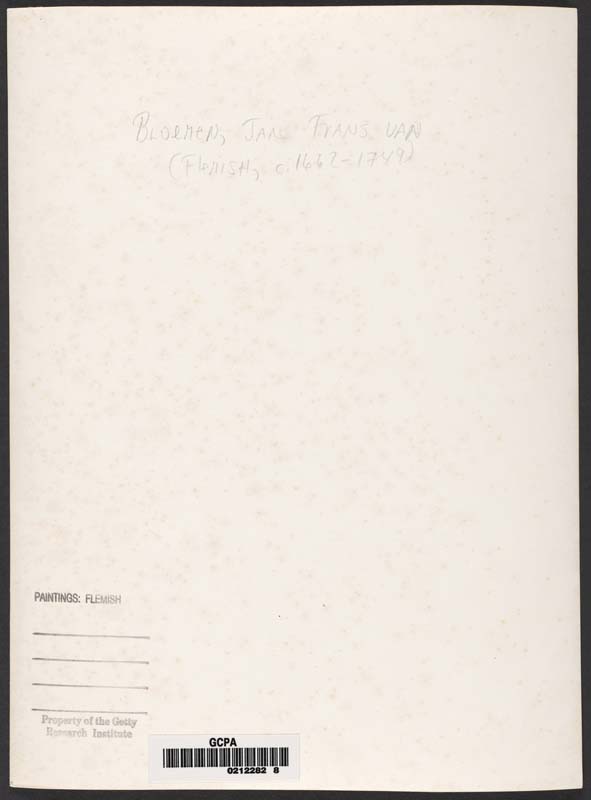 BLOEMEN, JAN FRANS VAN
(FLEMISH, c. 1662-1749)
PAINTINGS: FLEMISH
Property of the Getty
Research Institute
GCPA
0212282 8